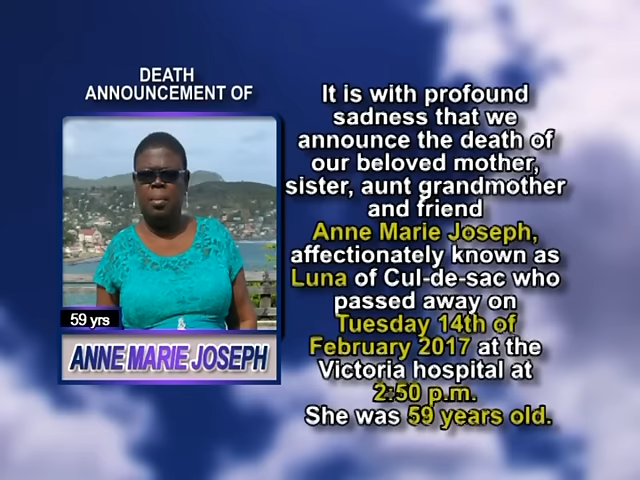 DEATH
ANNOUNCEMENT OF
59 yrs
ANNE MARIE JOSEPH
It is with profound
sadness that we
announce the death of
our beloved mother,
sister, aunt grandmother
and friend
Anne Marie Joseph,
affectionately known as
Luna of Cul-de-sac who
passed away on
Tuesday 14th of
February 2017 at the
Victoria hospital at
2:50 p.m.
She was 59 years old.